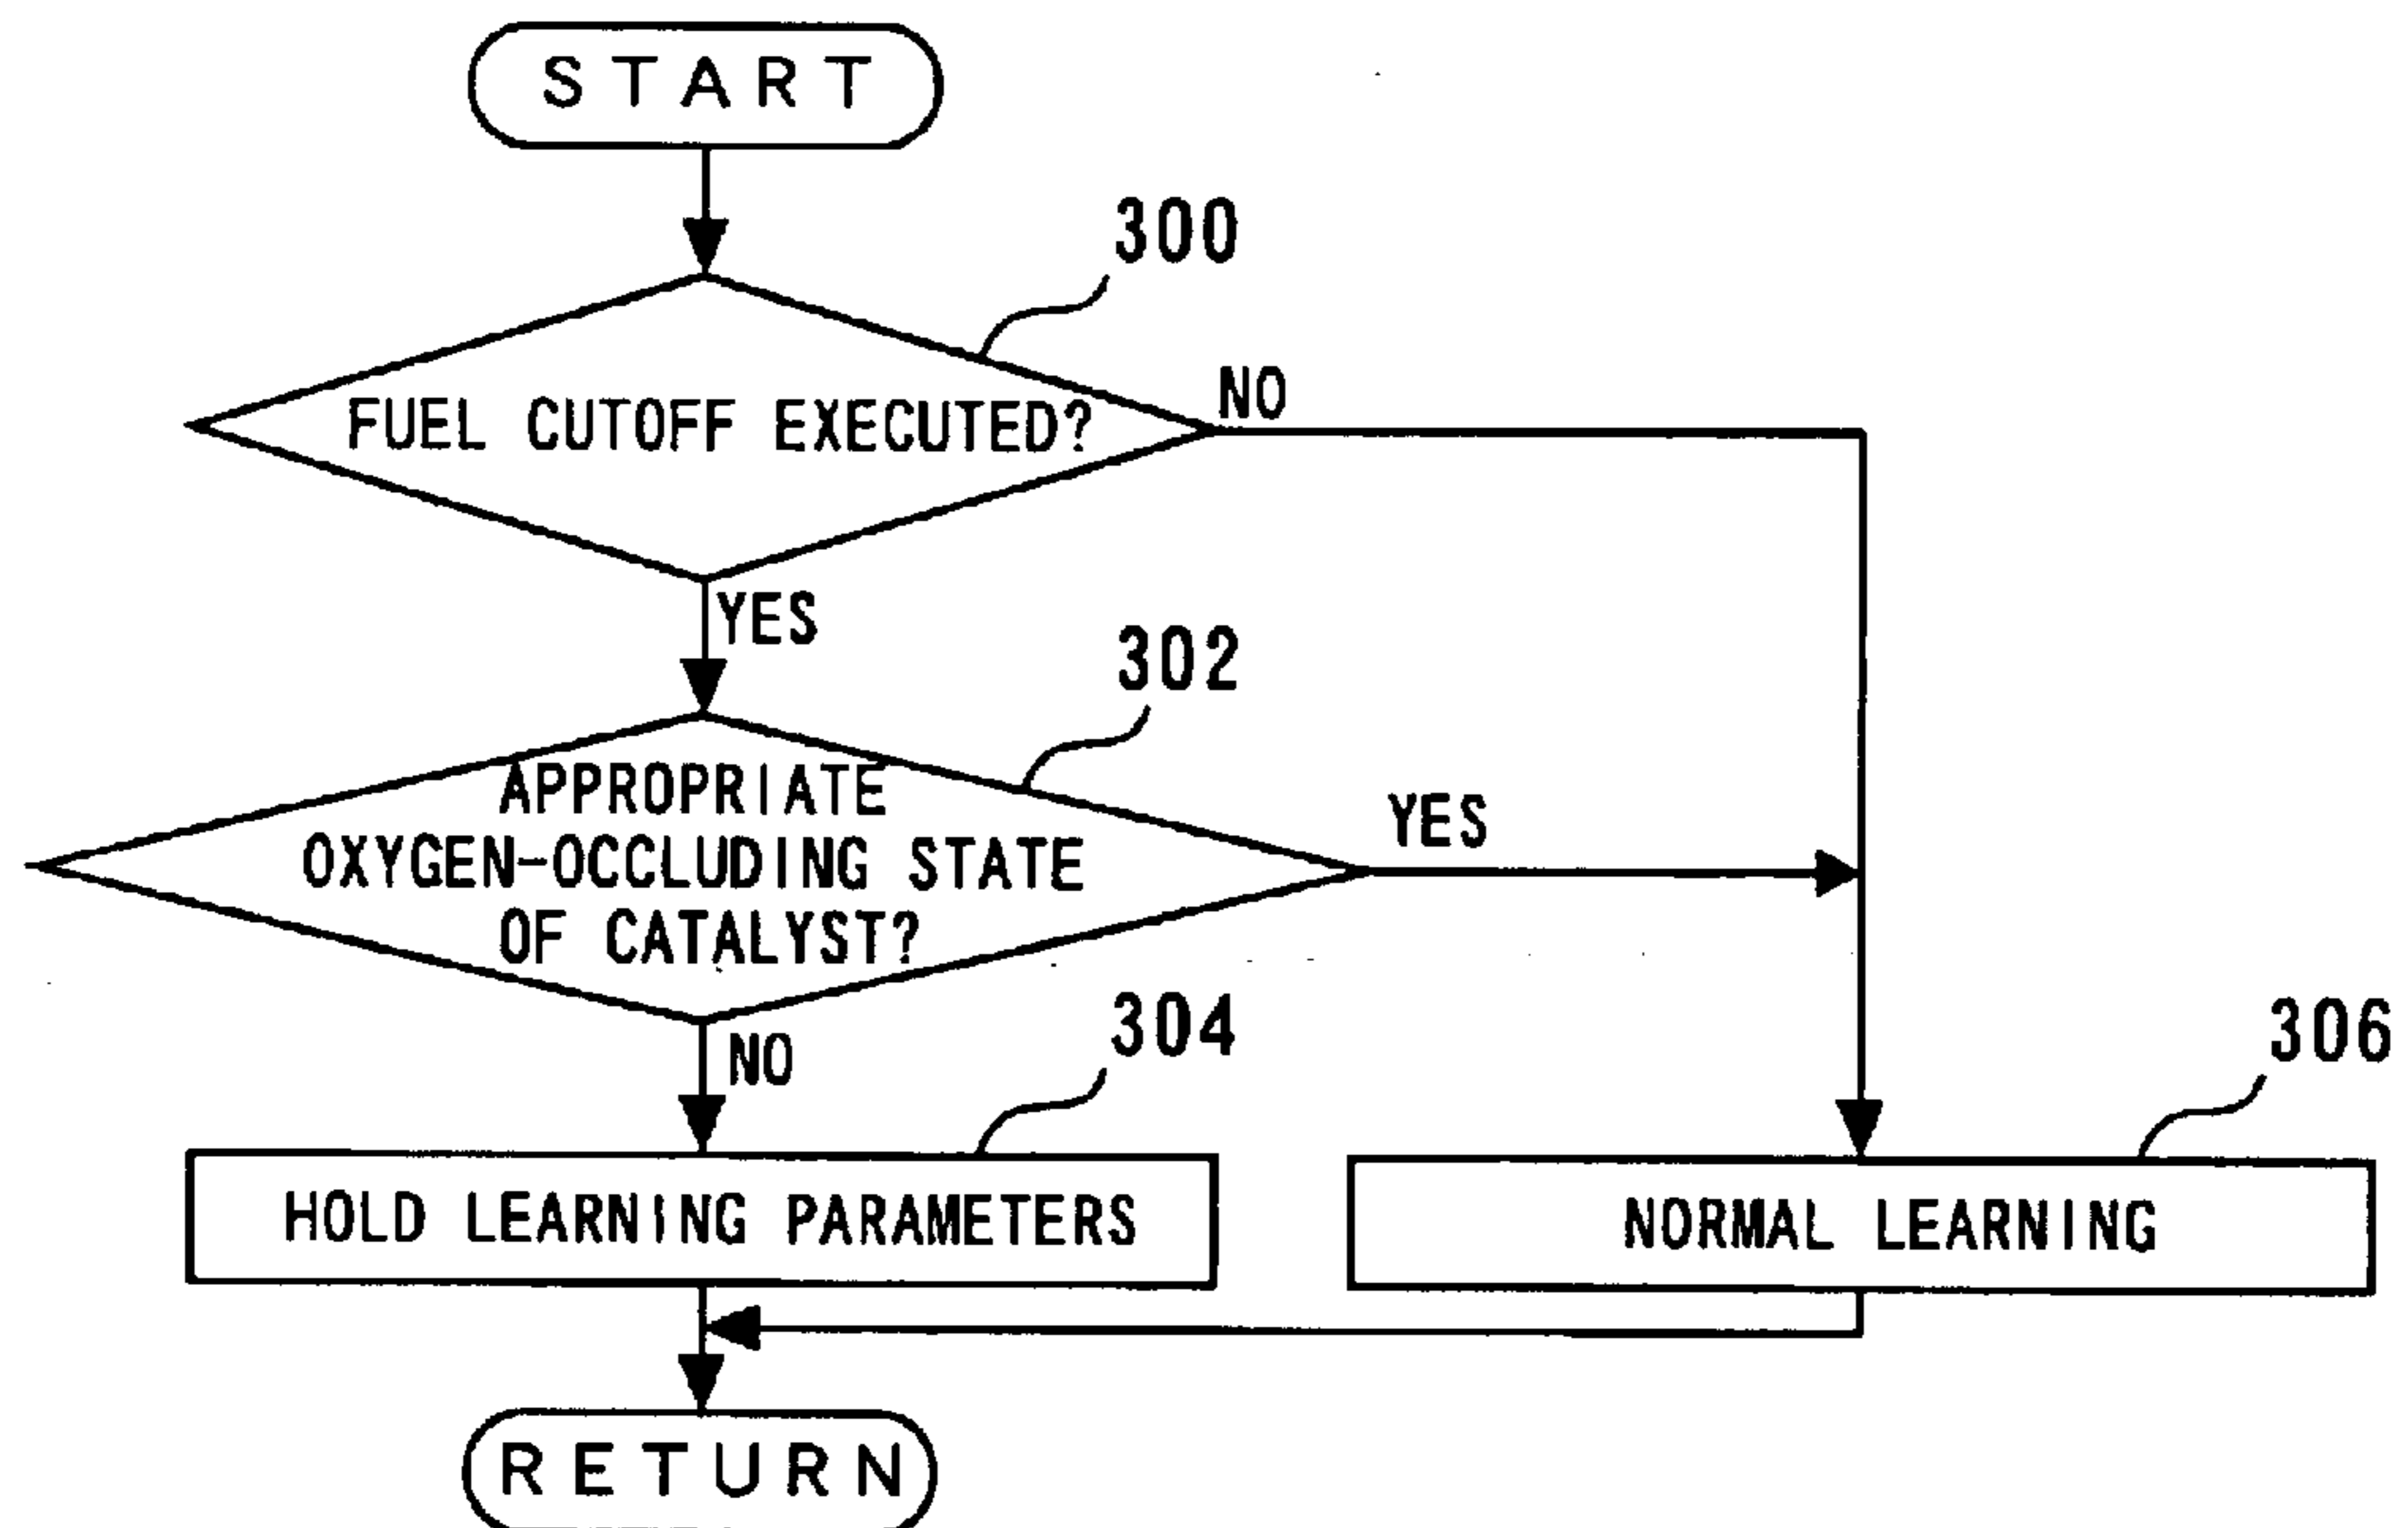 START
300
FUEL CUTOFF EXECUTED?
NO
YES
302
APPROPRIATE
OXYGEN-OCCLUDING STATE
OF CATALYST?
YES
NO
304
306
HOLD LEARNING PARAMETERS
NORMAL LEARNING
RETURN